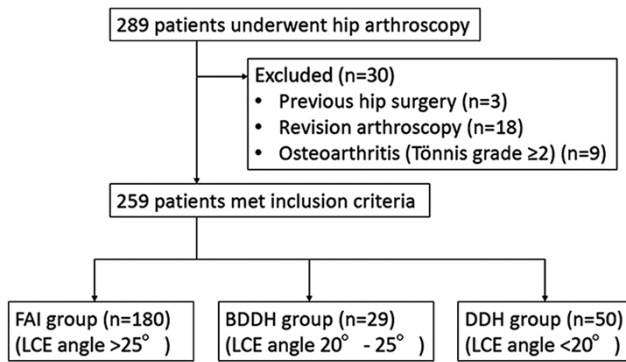 289 patients underwent hip arthroscopy
Excluded (n=30)
• Previous hip surgery (n=3)
• Revision arthroscopy (n=18)
• Osteoarthritis (Tönnis grade ≥2) (n=9)
259 patients met inclusion criteria
FAI group (n=180)
(LCE angle >25°)
BDDH group (n=29)
(LCE angle 20° - 25°)
DDH group (n=50)
(LCE angle <20°)